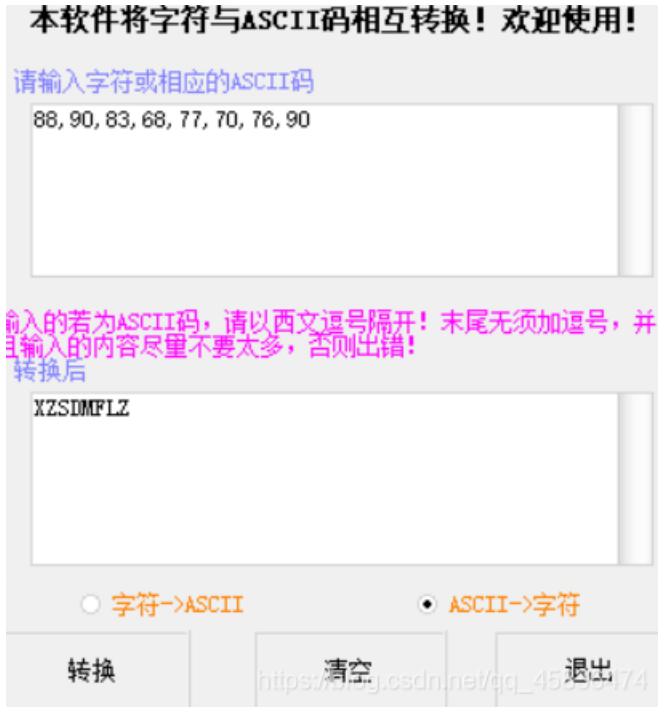 本软件将字符与ASCII码相互转换！欢迎使用！
请输入字符或相应的ASCII码
88,90,83,68,77,70,76,90
输入的若为ASCII码，请以西文逗号隔开！末尾无须加逗号，并
且输入的内容尽量不要太多，否则出错！
转换后
XZSDMFLZ
字符->ASCII
ASCII->字符
转换
清空
退出